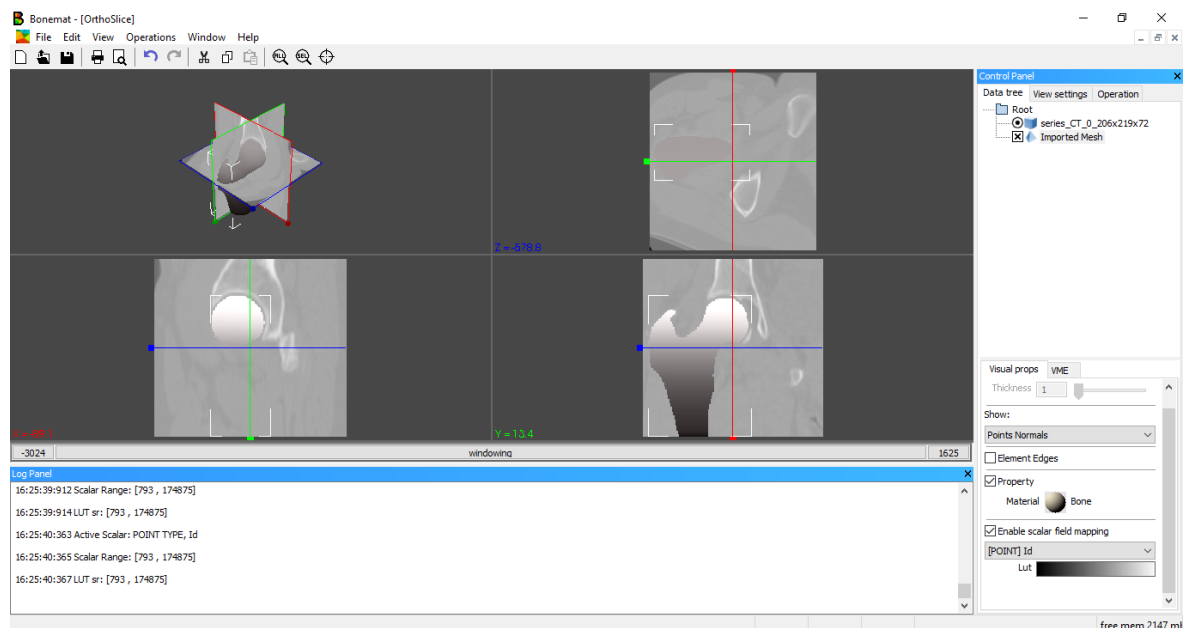 Bonemat - [OrthoSlice]
File Edit View Operations Window Help
ALL SEL
Control Panel
Data tree View settings Operation
Root
series_CT_0_206x219x72
Imported Mesh
Z = -678.8
Y = 13.4
-3024 windowing 1625
Visual props VME
Thickness 1
Show:
Points Normals
Element Edges
Property
Material Bone
Enable scalar field mapping
[POINT] Id
Lut
Log Panel
16:25:39:912 Scalar Range: [793 , 174875]
16:25:39:914 LUT sr: [793 , 174875]
16:25:40:363 Active Scalar: POINT TYPE, Id
16:25:40:365 Scalar Range: [793 , 174875]
16:25:40:367 LUT sr: [793 , 174875]
free mem 2147 mb